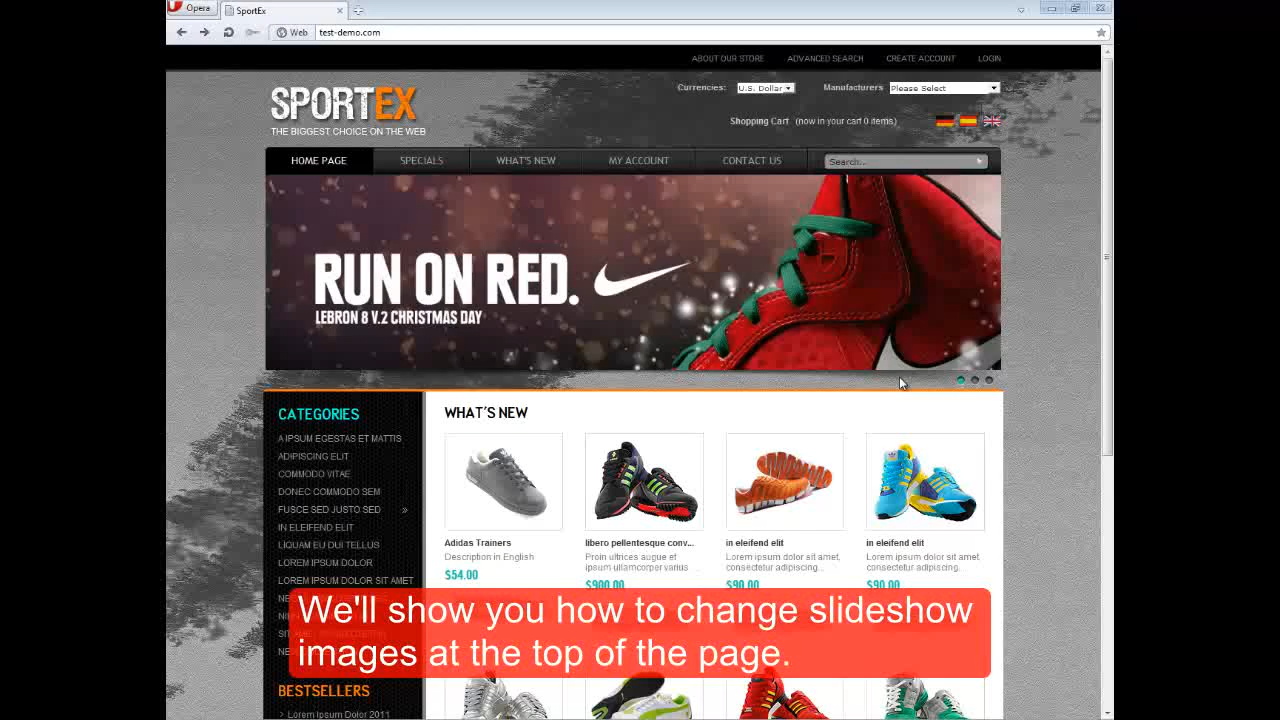 Opera
SportEx
Web
test-demo.com
ABOUT OUR STORE
ADVANCED SEARCH
CREATE ACCOUNT
LOGIN
SPORTEX
THE BIGGEST CHOICE ON THE WEB
Currencies:
U.S. Dollar
Manufacturers
Please Select
Shopping Cart (now in your cart 0 items)
HOME PAGE
SPECIALS
WHAT'S NEW
MY ACCOUNT
CONTACT US
Search...
RUN ON RED.
LEBRON 8 V.2 CHRISTMAS DAY
CATEGORIES
A IPSUM EGESTAS ET MATTIS
ADIPISCING ELIT
COMMODO VITAE
DONEC COMMODO SEM
FUSCE SED JUSTO SED »
IN ELEIFEND ELIT
LIQUAM EU DUI TELLUS
LOREM IPSUM DOLOR
LOREM IPSUM DOLOR SIT AMET
BESTSELLERS
Lorem Ipsum Dolor 2011
WHAT'S NEW
Adidas Trainers
Description in English
$54.00
libero pellentesque conv...
Proin ultrices augue et
ipsum ullamcorper varius
$900.00
in eleifend elit
Lorem ipsum dolor sit amet,
consectetur adipiscing...
$90.00
in eleifend elit
Lorem ipsum dolor sit amet,
consectetur adipiscing...
$90.00
We'll show you how to change slideshow
images at the top of the page.